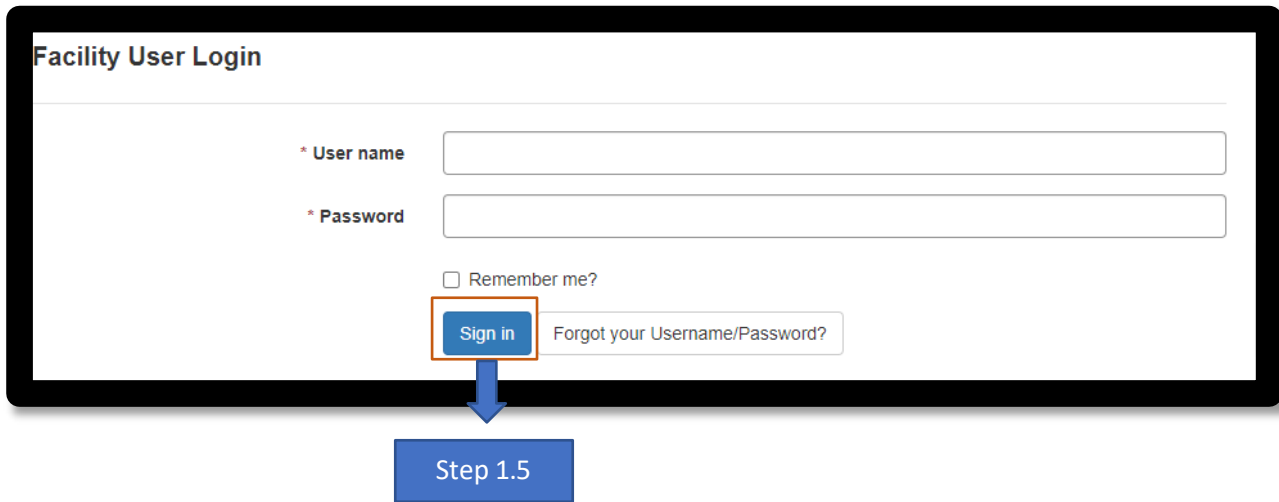 Facility User Login
* User name
* Password
Remember me?
Sign in Forgot your Username/Password?
Step 1.5